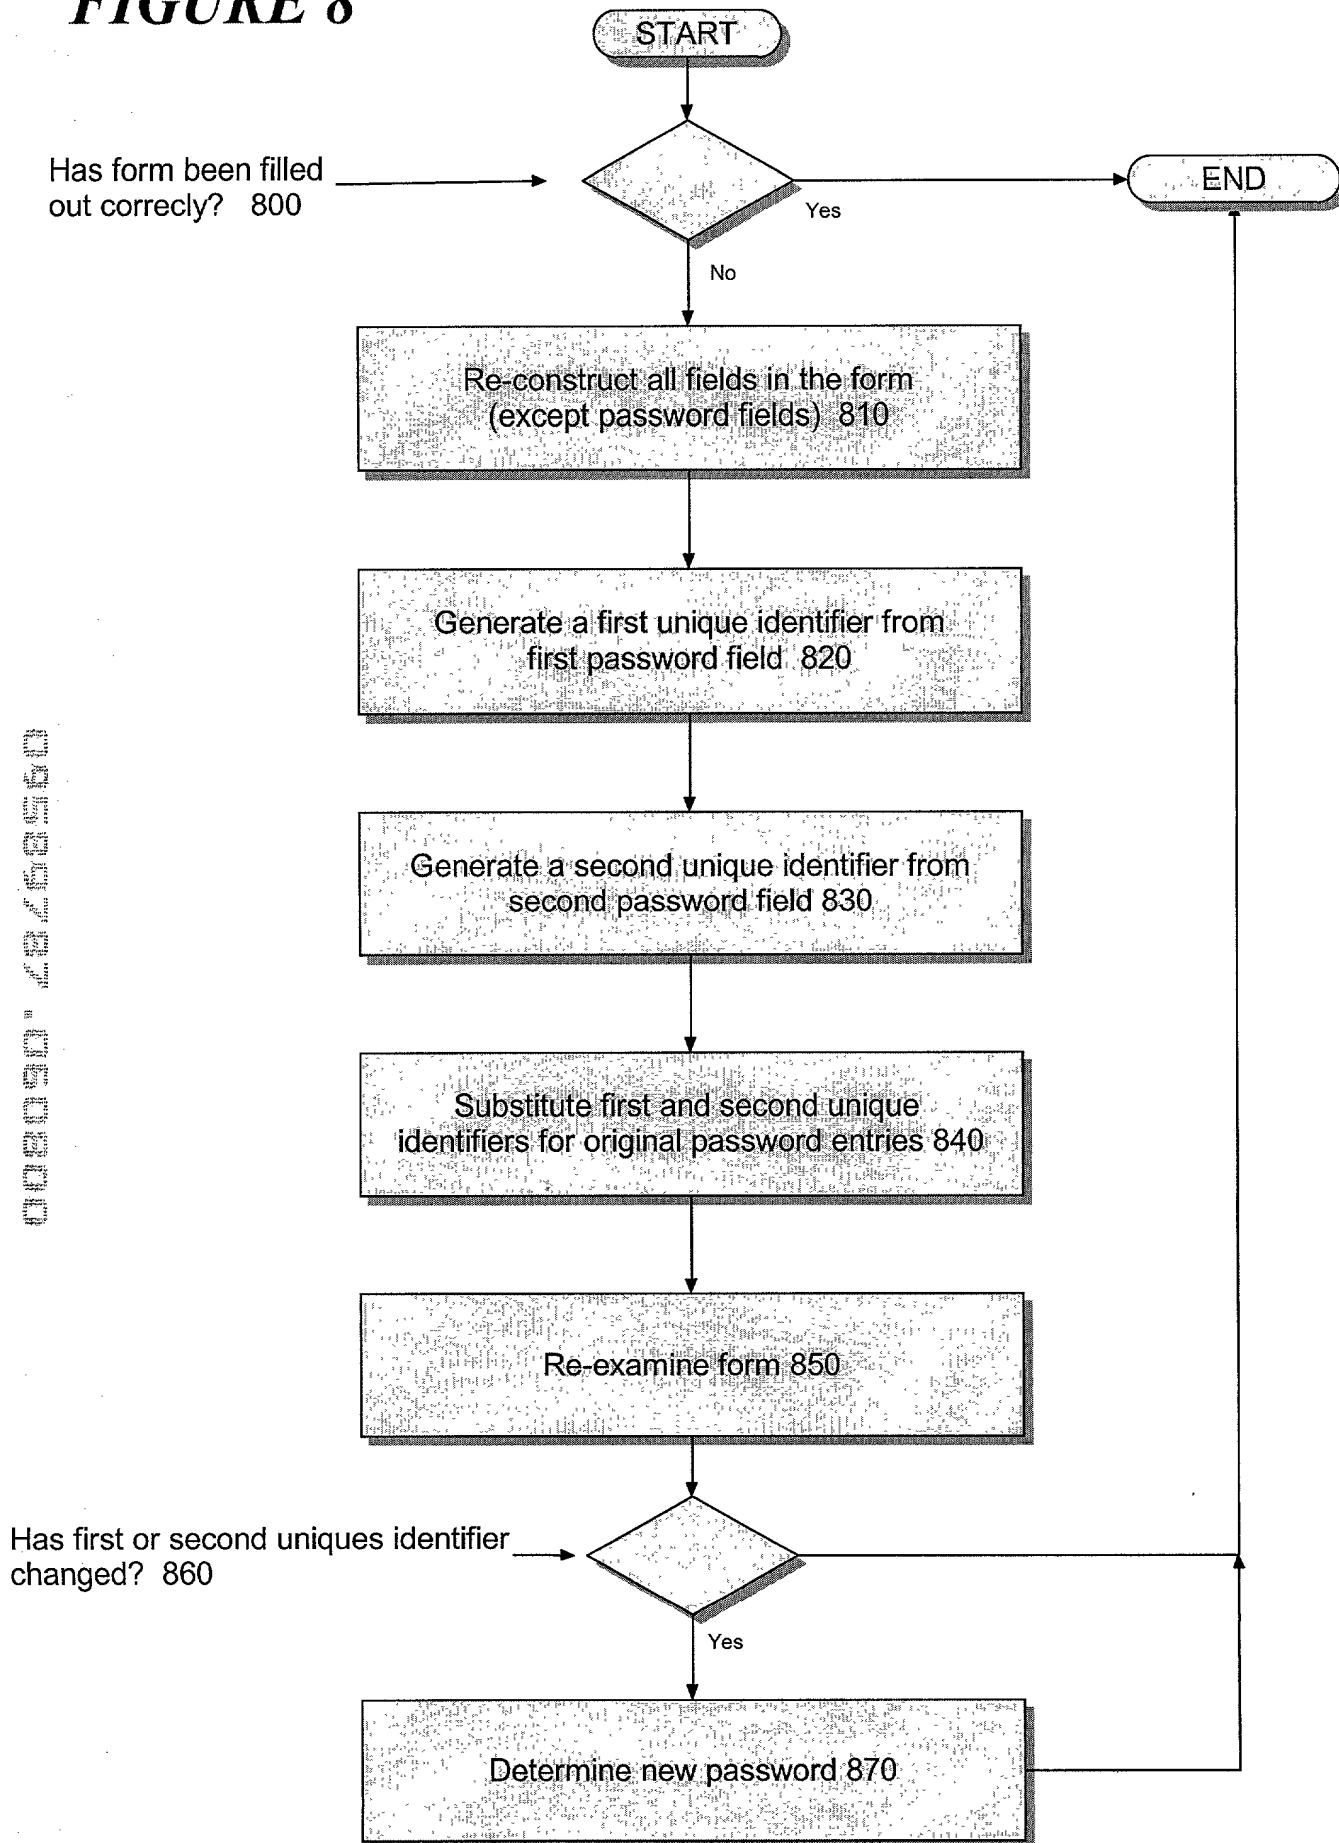 FIGURE 8
START
Has form been filled
out correcly? 800
END
Yes
No
Re-construct all fields in the form
(except password fields) 810
Generate a first unique identifier from
first password field 820
Generate a second unique identifier from
second password field 830
Substitute first and second unique
identifiers for original password entries 840
Re-examine form 850
Has first or second uniques identifier
changed? 860
Yes
Determine new password 870